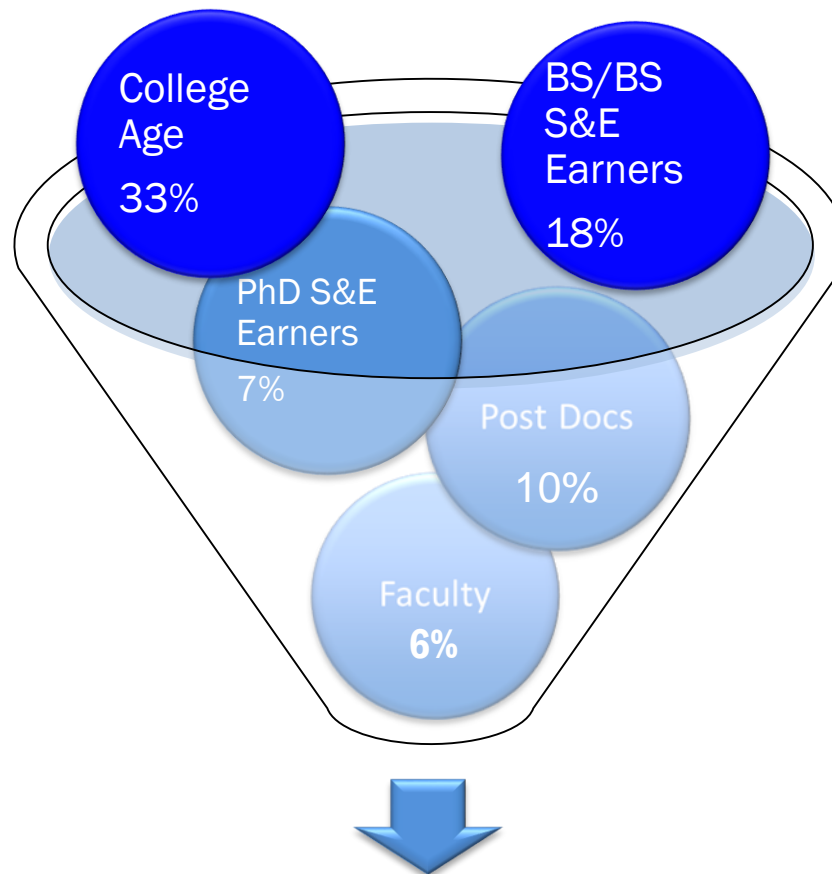 College
Age
33%
BS/BS
S&E
Earners
18%
PhD S&E
Earners
7%
Post Docs
10%
Faculty
6%